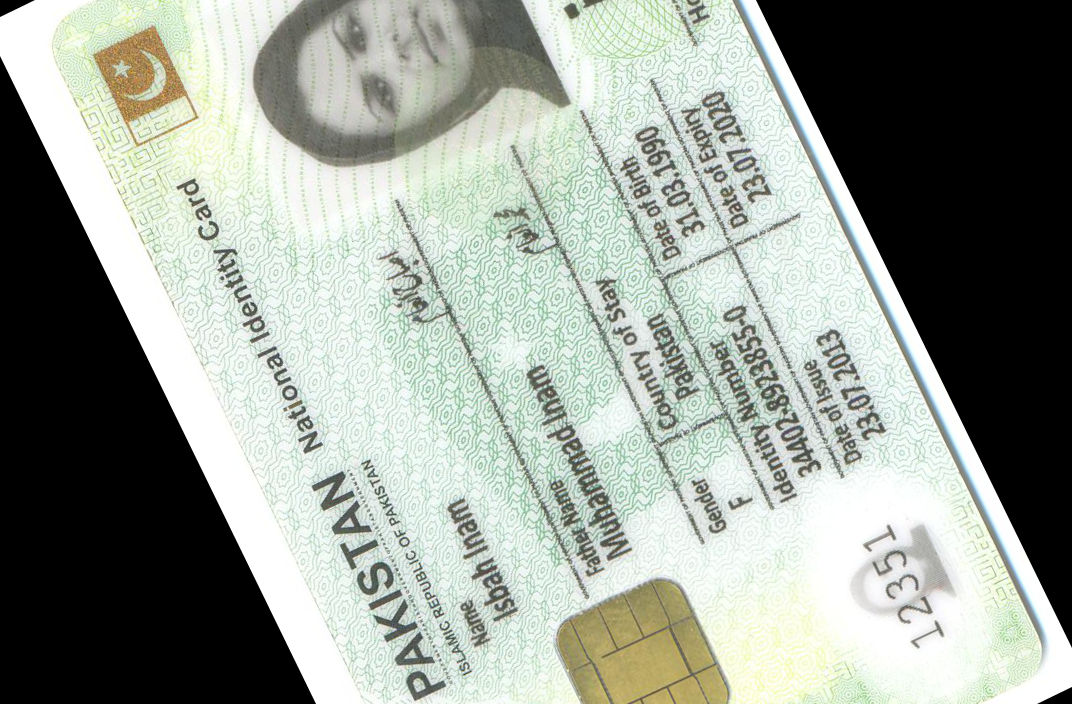 PAKISTAN National Identity Card
ISLAMIC REPUBLIC OF PAKISTAN
Name
Isbah Inam
Father Name
Muhammad Inam
Gender
F
Country of Stay
Pakistan
Identity Number
34402-8923855-0
Date of Birth
31.03.1990
Date of Issue
23.07.2013
Date of Expiry
23.07.2020
12351